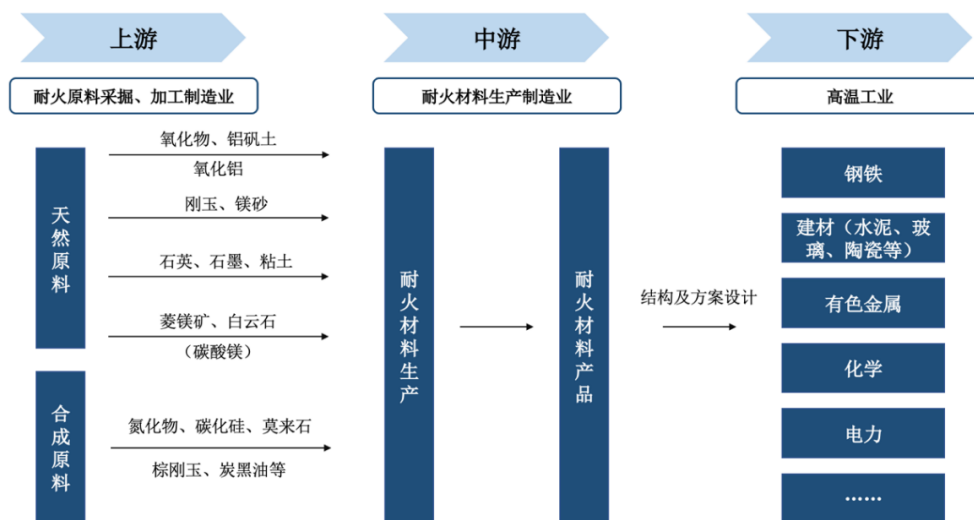 上游
中游
下游
耐火原料采掘、加工制造业
耐火材料生产制造业
高温工业
天然原料
氧化物、铝矾土
氧化铝
刚玉、镁砂
石英、石墨、粘土
菱镁矿、白云石
（碳酸镁）
合成原料
氮化物、碳化硅、莫来石
棕刚玉、炭黑油等
耐火材料生产
耐火材料产品
结构及方案设计
钢铁
建材（水泥、玻
璃、陶瓷等）
有色金属
化学
电力
……